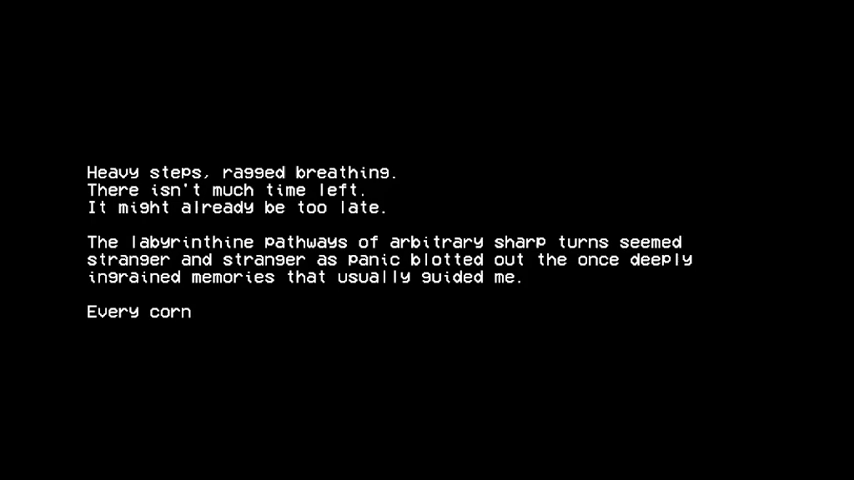 Heavy steps, ragged breathing.
There isn't much time left.
It might already be too late.
The labyrinthine pathways of arbitrary sharp turns seemed
stranger and stranger as panic blotted out the once deeply
ingrained memories that usually guided me.
Every corn